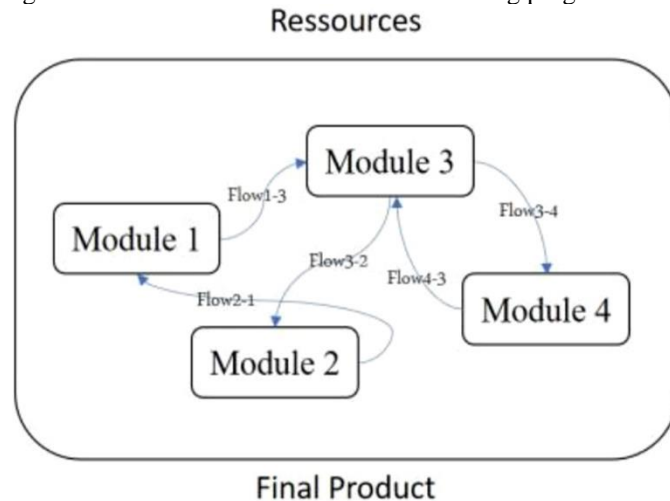 Ressources
Module 3
Flow1-3
Flow3-4
Module 1
Flow3-2
Flow4-3
Flow2-1
Module 4
Module 2
Final Product